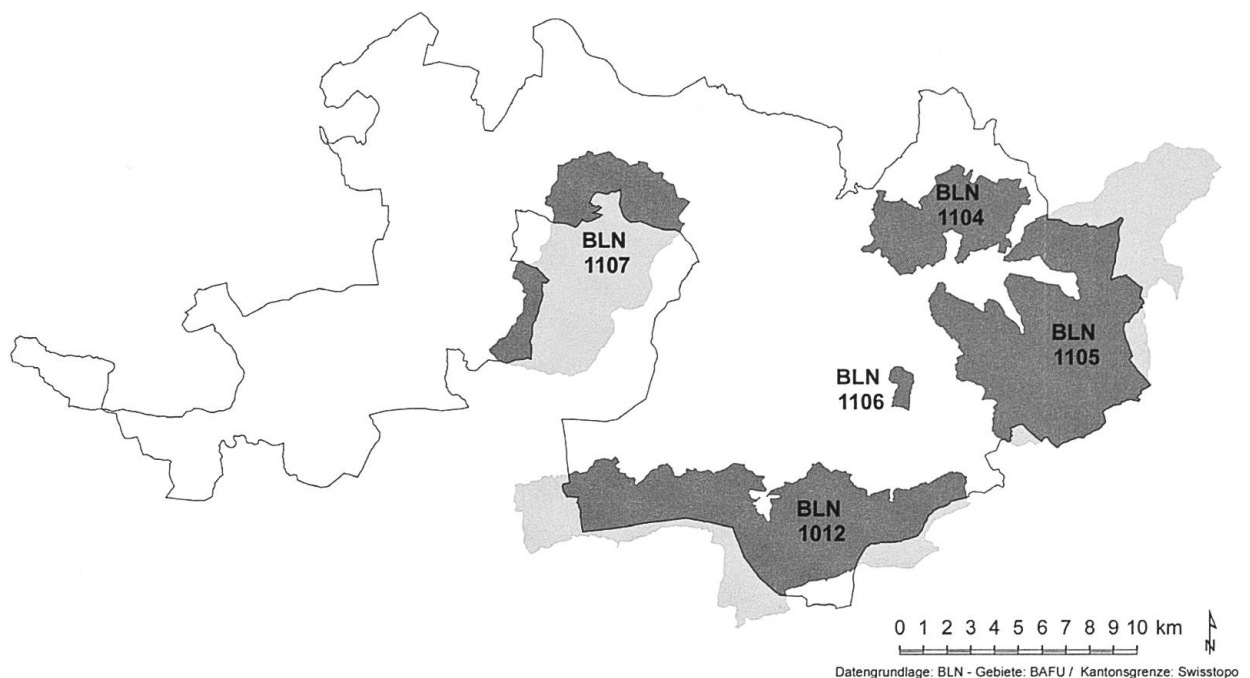 BLN
1104
BLN
1107
BLN
1105
BLN
1106
BLN
1012
0 1 2 3 4 5 6 7 8 9 10 km
N
Datengrundlage: BLN - Gebiete: BAFU / Kantonsgrenze: Swisstopo